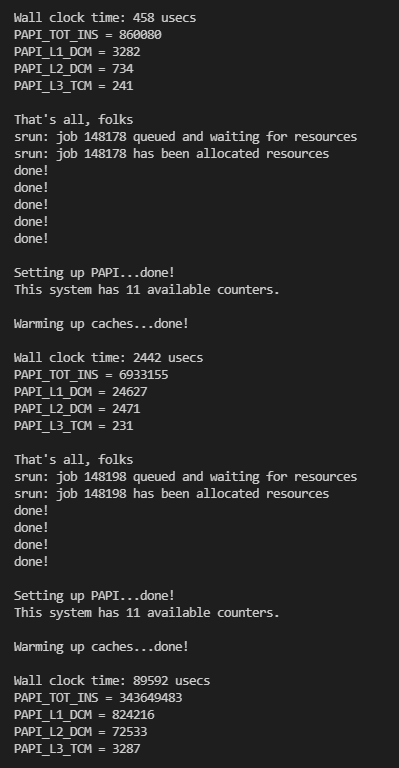 Wall clock time: 458 usecs
PAPI_TOT_INS = 860080
PAPI_L1_DCM = 3282
PAPI_L2_DCM = 734
PAPI_L3_TCM = 241

That's all, folks
srun: job 148178 queued and waiting for resources
srun: job 148178 has been allocated resources
done!
done!
done!
done!
done!

Setting up PAPI...done!
This system has 11 available counters.

Warming up caches...done!

Wall clock time: 2442 usecs
PAPI_TOT_INS = 6933155
PAPI_L1_DCM = 24627
PAPI_L2_DCM = 2471
PAPI_L3_TCM = 231

That's all, folks
srun: job 148198 queued and waiting for resources
srun: job 148198 has been allocated resources
done!
done!
done!
done!

Setting up PAPI...done!
This system has 11 available counters.

Warming up caches...done!

Wall clock time: 89592 usecs
PAPI_TOT_INS = 343649483
PAPI_L1_DCM = 824216
PAPI_L2_DCM = 72533
PAPI_L3_TCM = 3287